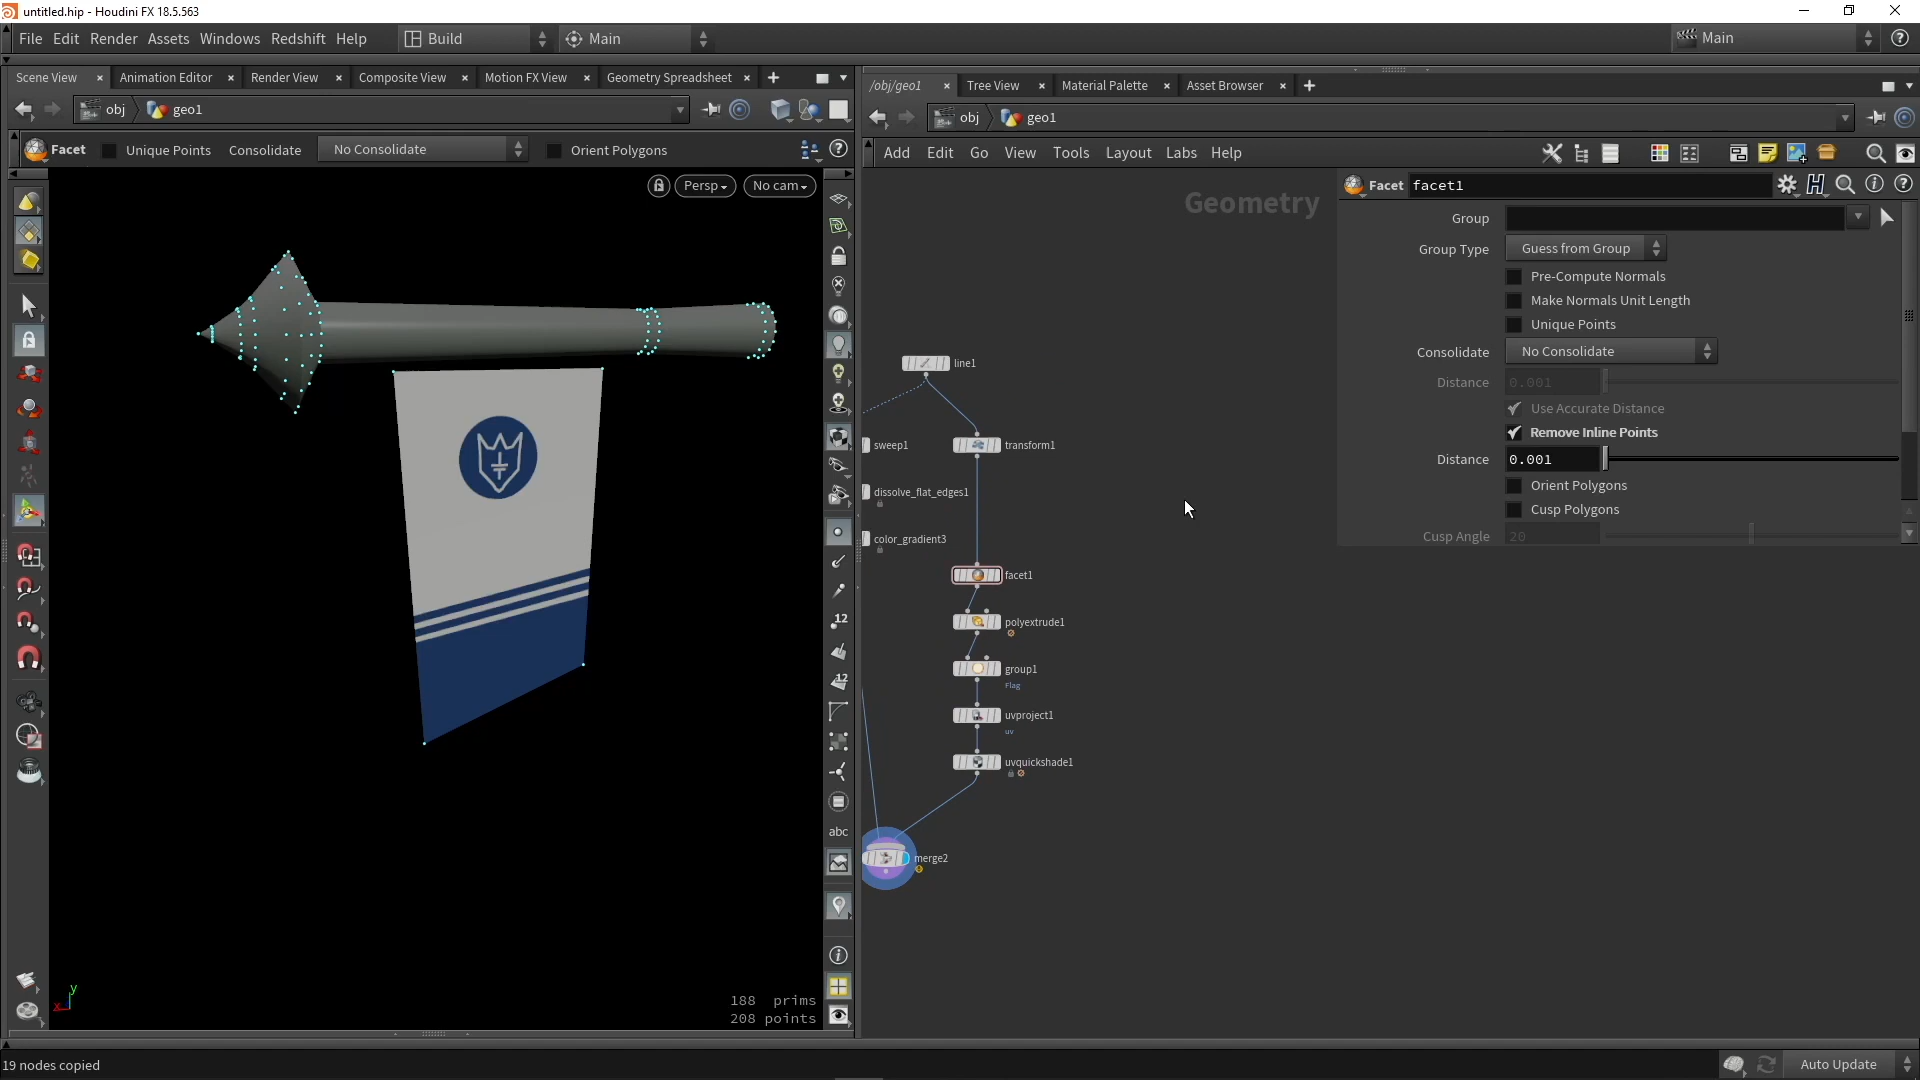 untitled.hip - Houdini FX 18.5.563
File Edit Render Assets Windows Redshift Help
Build
Main
Main
Scene View
Animation Editor
Render View
Composite View
Motion FX View
Geometry Spreadsheet
/obj/geo1
Tree View
Material Palette
Asset Browser
obj
geo1
obj
geo1
Facet
Unique Points
Consolidate
No Consolidate
Orient Polygons
Add Edit Go View Tools Layout Labs Help
Persp
No cam
Geometry
Facet
facet1
Group
Group Type
Guess from Group
Pre-Compute Normals
Make Normals Unit Length
Unique Points
Consolidate
No Consolidate
Distance
0.001
Use Accurate Distance
Remove Inline Points
Distance
0.001
Orient Polygons
Cusp Polygons
Cusp Angle
20
line1
sweep1
transform1
dissolve_flat_edges1
color_gradient3
facet1
polyextrude1
group1
Flag
uvproject1
uv
uvquickshade1
merge2
12
12
abc
y
x
188 prims
208 points
19 nodes copied
Auto Update